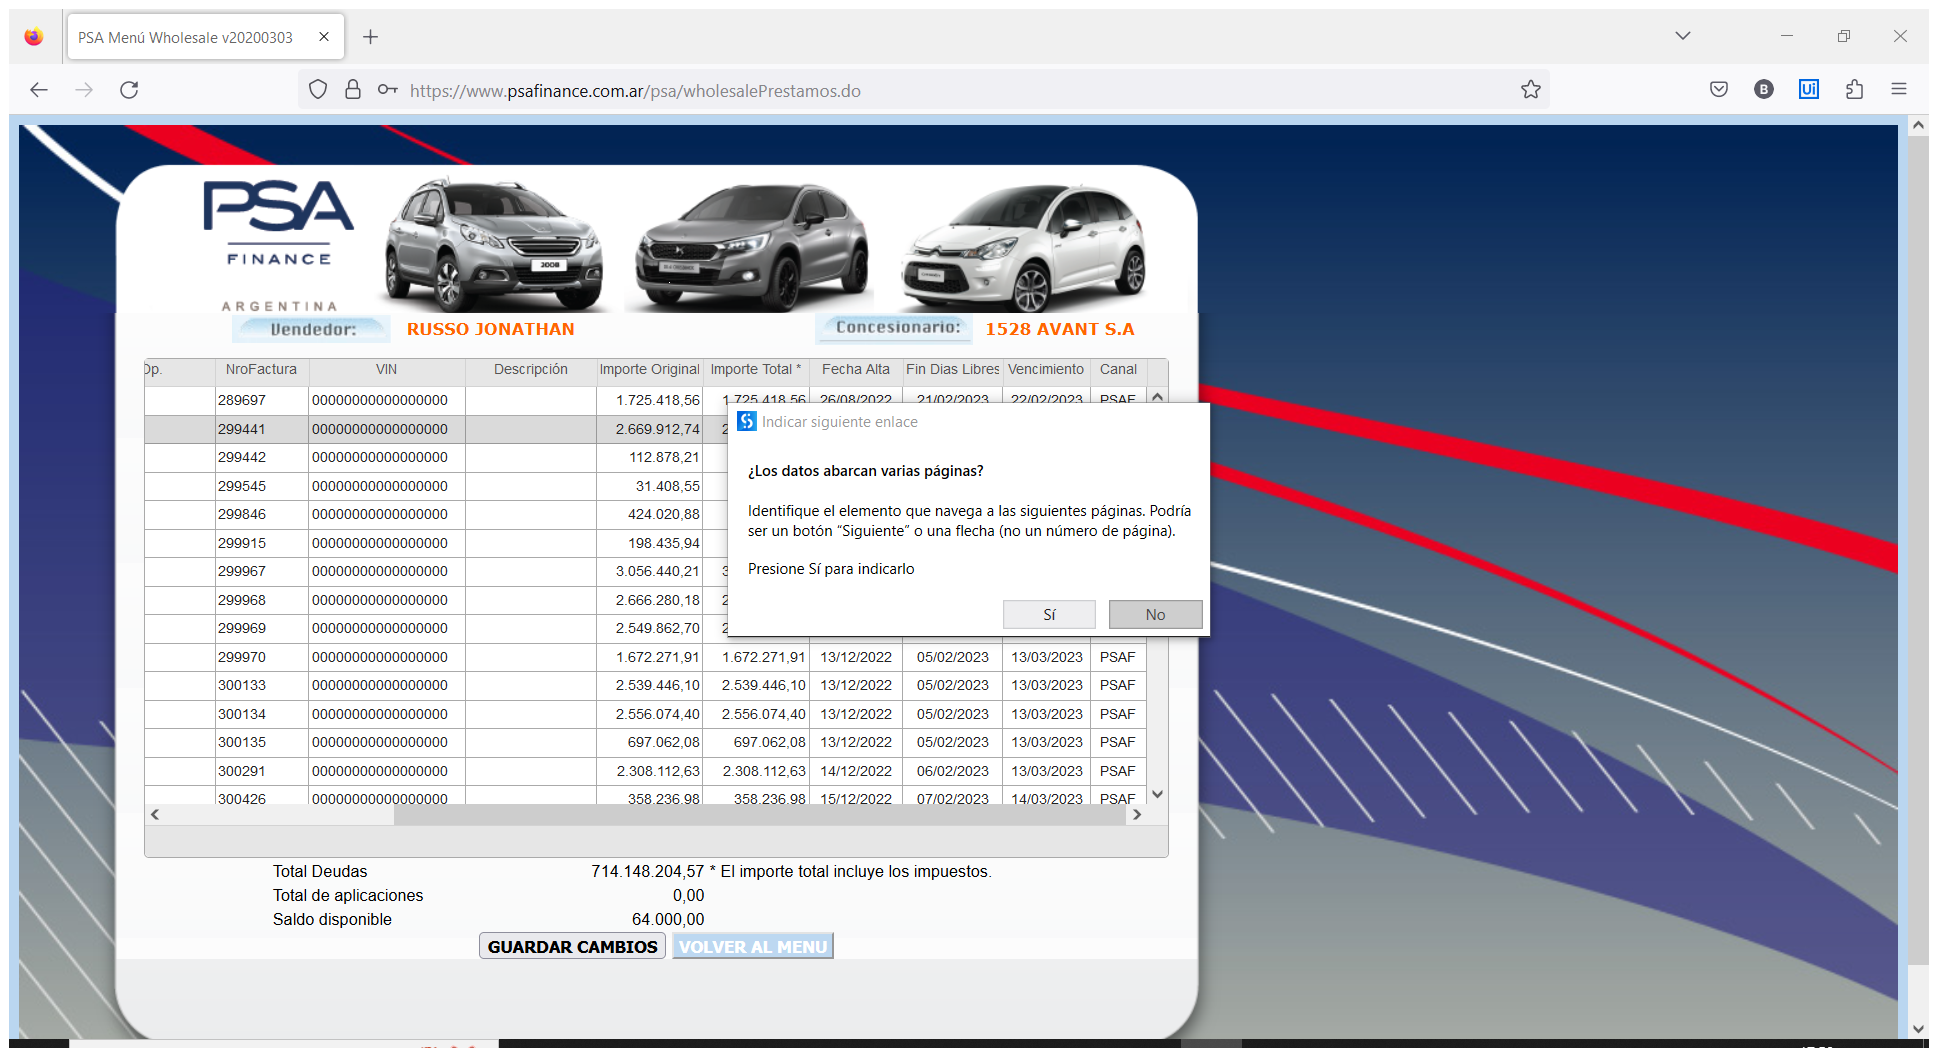 PSA Menú Wholesale v20200303
https://www.psafinance.com.ar/psa/wholesalePrestamos.do
PSA
FINANCE
ARGENTINA
2008
Vendedor: RUSSO JONATHAN Concesionario: 1528 AVANT S.A
Op. NroFactura VIN Descripción Importe Original Importe Total * Fecha Alta Fin Dias Libres Vencimiento Canal
289697 00000000000000000 1.725.418,56 1.725.418,56 26/08/2022 21/02/2023 22/02/2023 PSAF
299441 00000000000000000 2.669.912,74 2
299442 00000000000000000 112.878,21
299545 00000000000000000 31.408,55
299846 00000000000000000 424.020,88
299915 00000000000000000 198.435,94
299967 00000000000000000 3.056.440,21 3
299968 00000000000000000 2.666.280,18 2
299969 00000000000000000 2.549.862,70 2
299970 00000000000000000 1.672.271,91 1.672.271,91 13/12/2022 05/02/2023 13/03/2023 PSAF
300133 00000000000000000 2.539.446,10 2.539.446,10 13/12/2022 05/02/2023 13/03/2023 PSAF
300134 00000000000000000 2.556.074,40 2.556.074,40 13/12/2022 05/02/2023 13/03/2023 PSAF
300135 00000000000000000 697.062,08 697.062,08 13/12/2022 05/02/2023 13/03/2023 PSAF
300291 00000000000000000 2.308.112,63 2.308.112,63 14/12/2022 06/02/2023 13/03/2023 PSAF
300426 00000000000000000 358.236,98 358.236,98 15/12/2022 07/02/2023 14/03/2023 PSAF
Indicar siguiente enlace
¿Los datos abarcan varias páginas?
Identifique el elemento que navega a las siguientes páginas. Podría
ser un botón “Siguiente” o una flecha (no un número de página).
Presione Sí para indicarlo
Sí No
Total Deudas 714.148.204,57 * El importe total incluye los impuestos.
Total de aplicaciones 0,00
Saldo disponible 64.000,00
GUARDAR CAMBIOS VOLVER AL MENU